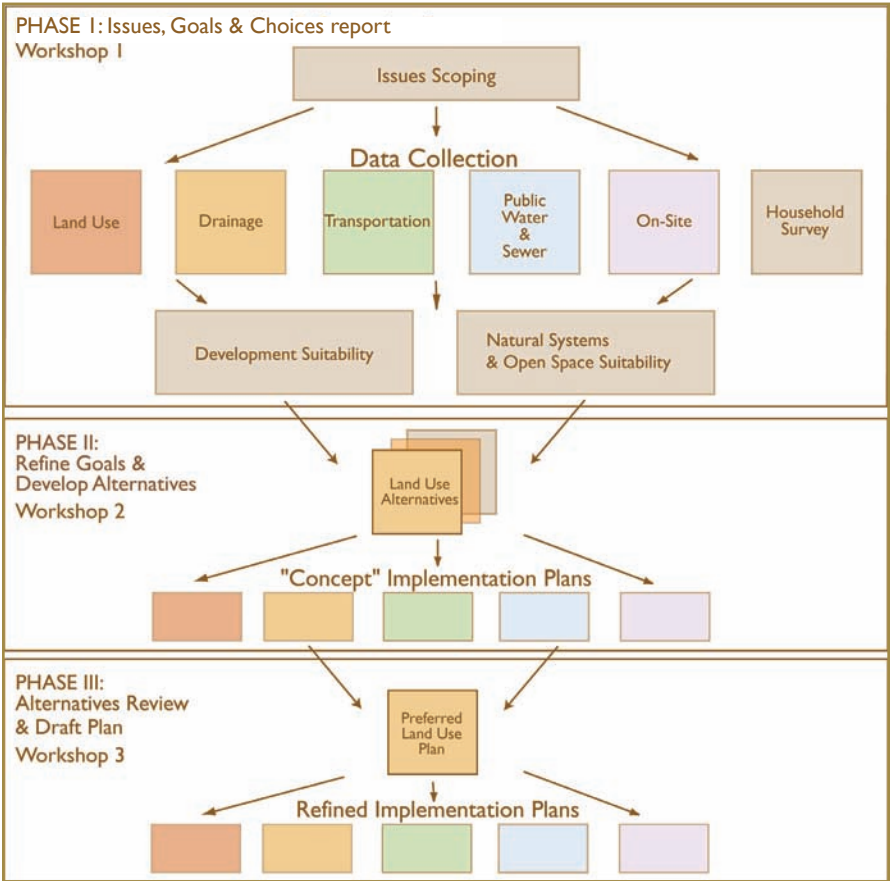 PHASE 1: Issues, Goals & Choices report
Workshop 1
Issues Scoping
Data Collection
Land Use
Drainage
Transportation
Public
Water
&
Sewer
On-Site
Household
Survey
Development Suitability
Natural Systems
& Open Space Suitability
PHASE II:
Refine Goals &
Develop Alternatives
Workshop 2
Land Use
Alternatives
"Concept" Implementation Plans
PHASE III:
Alternatives Review
& Draft Plan
Workshop 3
Preferred
Land Use
Plan
Refined Implementation Plans